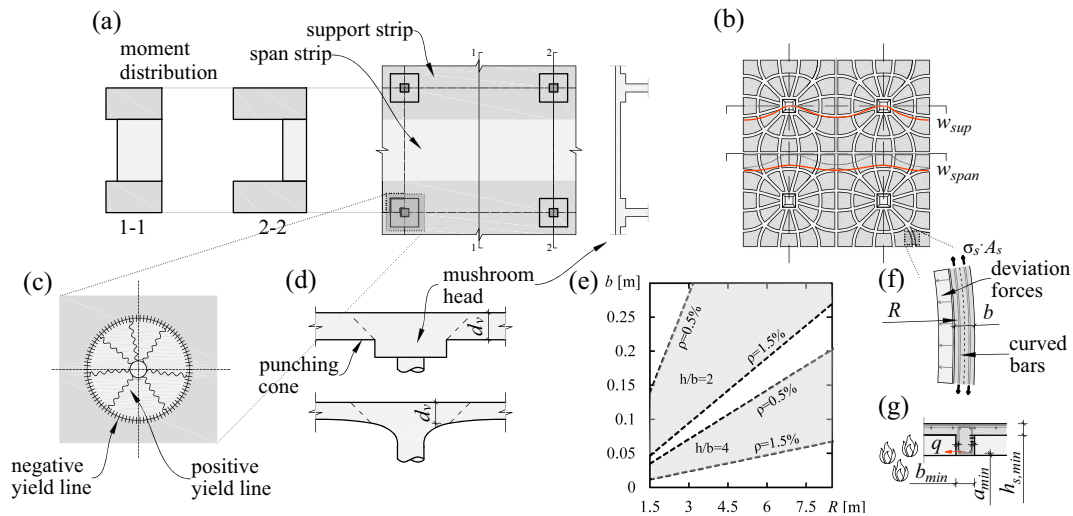 (a)
support strip
span strip
moment
distribution
1
2
1
2
1-1
2-2
(b)
w_sup
w_span
(c)
negative
yield line
positive
yield line
(d)
mushroom
head
d_v
punching
cone
d_v
(e)
b [m]
0.25
0.2
0.15
0.1
0.05
0
1.5
3
4.5
6
7.5
R [m]
ρ=0.5%
ρ=1.5%
h/b=2
ρ=0.5%
h/b=4
ρ=1.5%
(f)
σ_s·A_s
deviation
forces
R
b
curved
bars
(g)
q
b_min
a_min
h_s,min